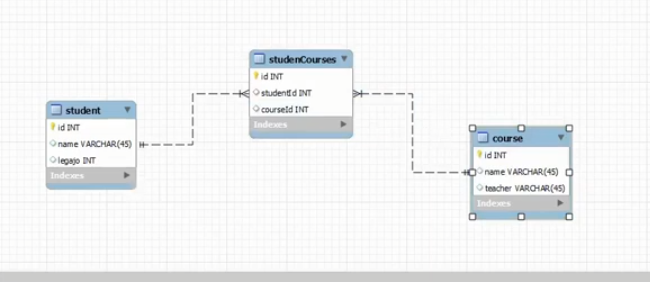 studenCourses
id INT
studentId INT
courseId INT
Indexes
student
id INT
name VARCHAR(45)
legajo INT
Indexes
course
id INT
name VARCHAR(45)
teacher VARCHAR(45)
Indexes